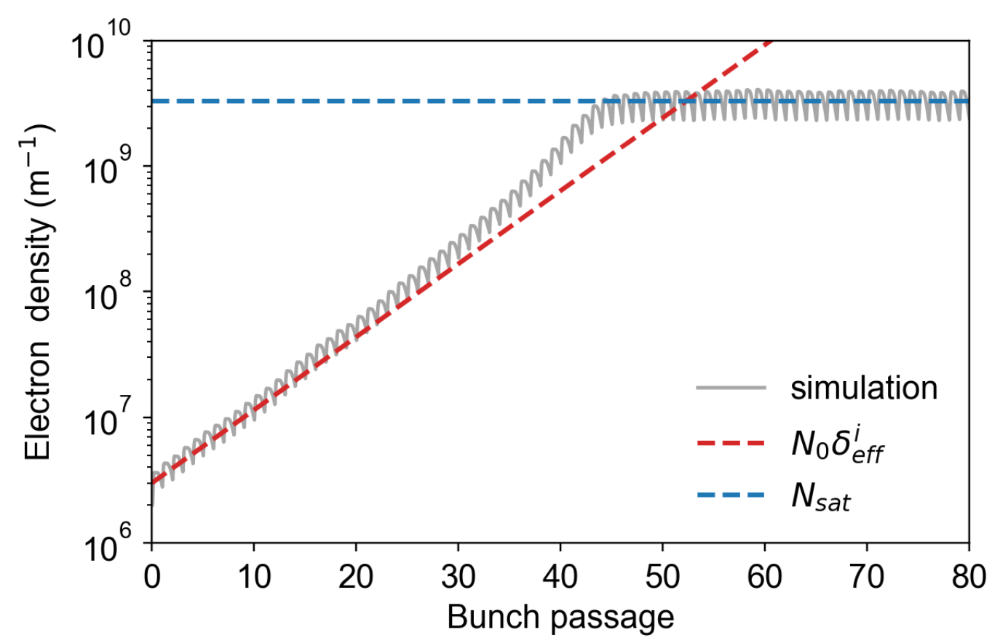 10^10
10^9
10^8
10^7
10^6
Electron density (m^−1)
simulation
N_0 δ^i_eff
N_sat
0 10 20 30 40 50 60 70 80
Bunch passage